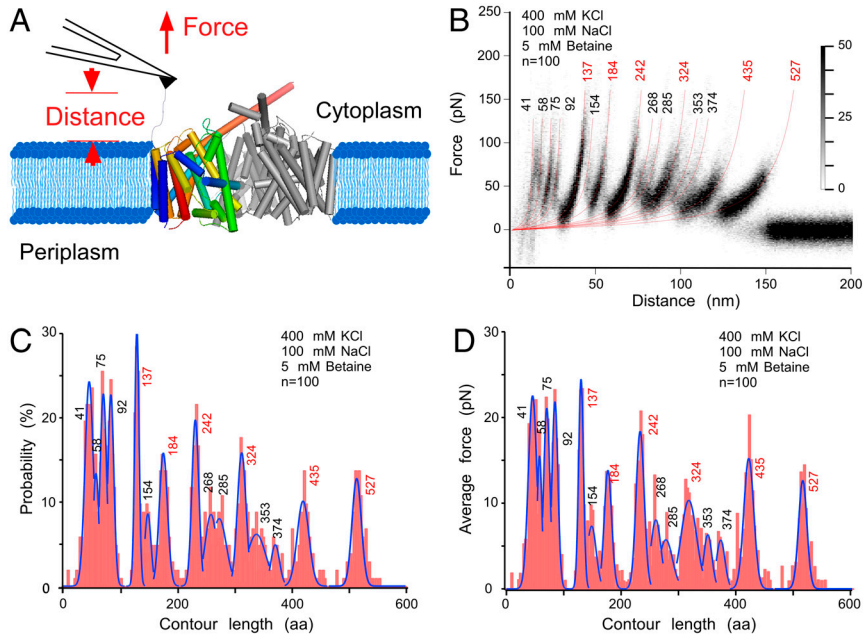 A
Force
Distance
Cytoplasm
Periplasm
B
400 mM KCl
100 mM NaCl
5 mM Betaine
n=100
41
58
75
92
137
154
184
242
268
285
324
353
374
435
527
50
25
0
Force (pN)
250
200
150
100
50
0
0 50 100 150 200
Distance (nm)
C
400 mM KCl
100 mM NaCl
5 mM Betaine
n=100
41
58
75
92
137
154
184
242
268
285
324
353
374
435
527
Probability (%)
30
20
10
0
0 200 400 600
Contour length (aa)
D
400 mM KCl
100 mM NaCl
5 mM Betaine
n=100
41
58
75
92
137
154
184
242
268
285
324
353
374
435
527
Average force (pN)
30
20
10
0
0 200 400 600
Contour length (aa)